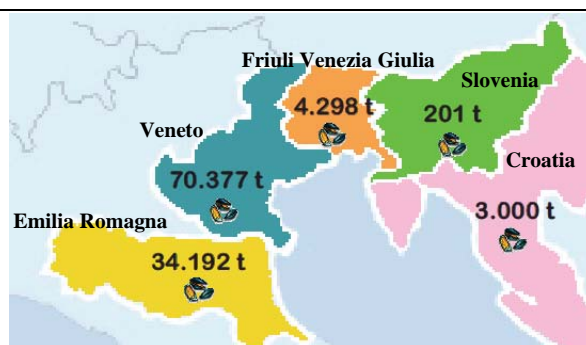 Friuli Venezia Giulia
Slovenia
4.298 t
201 t
Veneto
Croatia
70.377 t
3.000 t
Emilia Romagna
34.192 t